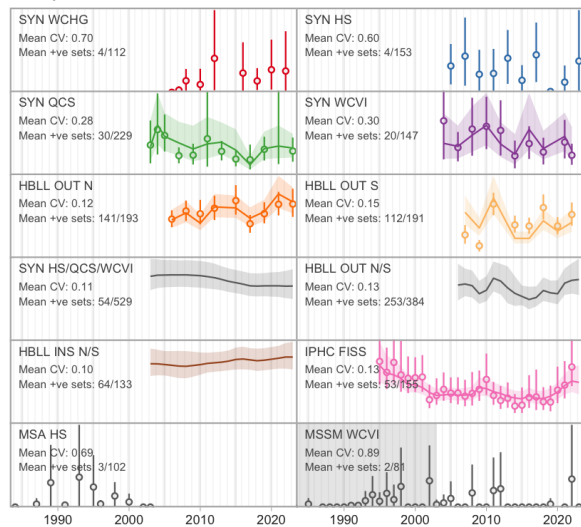 SYN WCHG
Mean CV: 0.70
Mean +ve sets: 4/112
SYN HS
Mean CV: 0.60
Mean +ve sets: 4/153
SYN QCS
Mean CV: 0.28
Mean +ve sets: 30/229
SYN WCVI
Mean CV: 0.30
Mean +ve sets: 20/147
HBLL OUT N
Mean CV: 0.12
Mean +ve sets: 141/193
HBLL OUT S
Mean CV: 0.15
Mean +ve sets: 112/191
SYN HS/QCS/WCVI
Mean CV: 0.11
Mean +ve sets: 54/529
HBLL OUT N/S
Mean CV: 0.13
Mean +ve sets: 253/384
HBLL INS N/S
Mean CV: 0.10
Mean +ve sets: 64/133
IPHC FISS
Mean CV: 0.13
Mean +ve sets: 53/155
MSA HS
Mean CV: 0.69
Mean +ve sets: 3/102
MSSM WCVI
Mean CV: 0.89
Mean +ve sets: 2/81
1990 2000 2010 2020 1990 2000 2010 2020